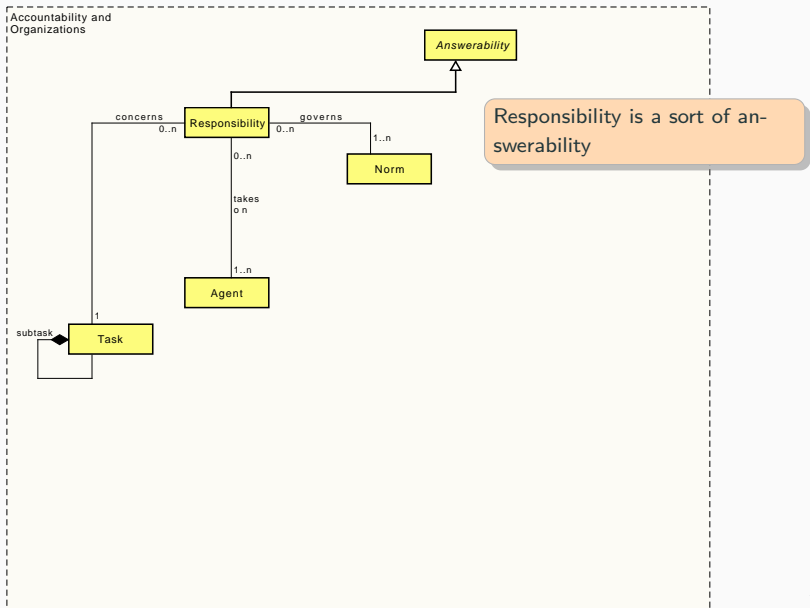 Accountability and
Organizations
Answerability
concerns
0..n
Responsibility
governs
0..n
Responsibility is a sort of an-
swerability
1..n
0..n
Norm
takes
on
1..n
Agent
1
subtask
Task